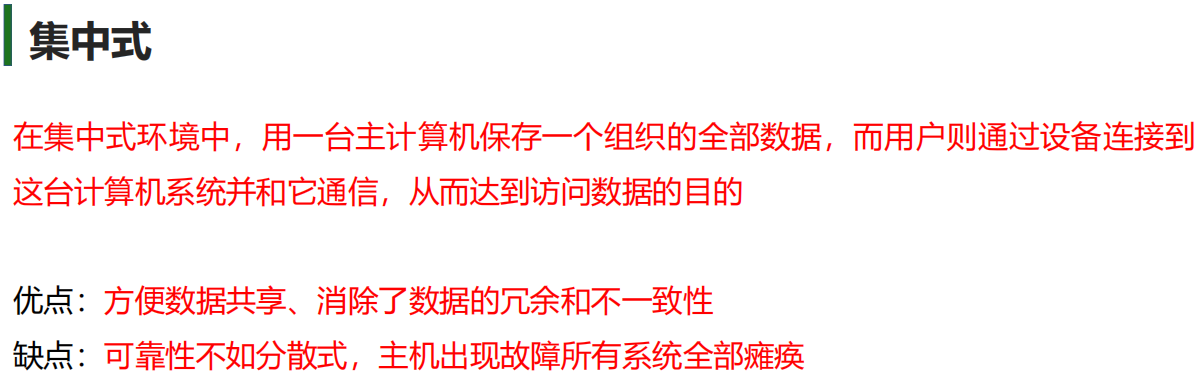 集中式
在集中式环境中，用一台主计算机保存一个组织的全部数据，而用户则通过设备连接到
这台计算机系统并和它通信，从而达到访问数据的目的
优点：方便数据共享、消除了数据的冗余和不一致性
缺点：可靠性不如分散式，主机出现故障所有系统全部瘫痪